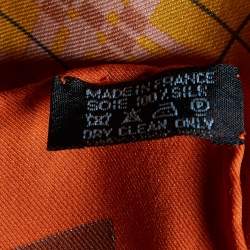 MADE IN FRANCE
SOIE 100% SILK
DRY CLEAN ONLY